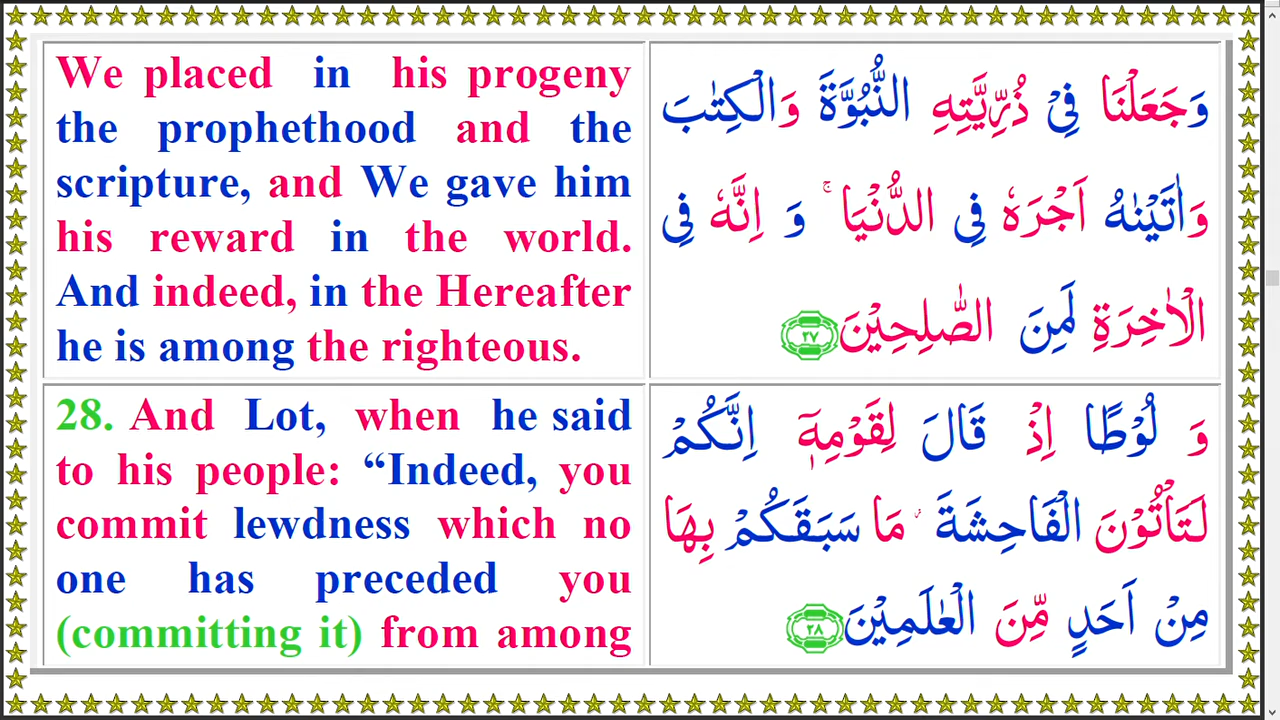 We placed in his progeny
the prophethood and the
scripture, and We gave him
his reward in the world.
And indeed, in the Hereafter
he is among the righteous.
وَجَعَلْنَا فِیْ ذُرِّیَّتِهِ النُّبُوَّةَ وَالْكِتٰبَ
وَاٰتَیْنٰهُ اَجْرَهٗ فِی الدُّنْیَا ۚ وَ اِنَّهٗ فِی
الْاٰخِرَةِ لَمِنَ الصّٰلِحِیْنَ ۲۷
28. And Lot, when he said
to his people: “Indeed, you
commit lewdness which no
one has preceded you
(committing it) from among
وَ لُوْطًا اِذْ قَالَ لِقَوْمِهٖۤ اِنَّكُمْ
لَتَاْتُوْنَ الْفَاحِشَةَ ؗ مَا سَبَقَكُمْ بِهَا
مِنْ اَحَدٍ مِّنَ الْعٰلَمِیْنَ ۲۸